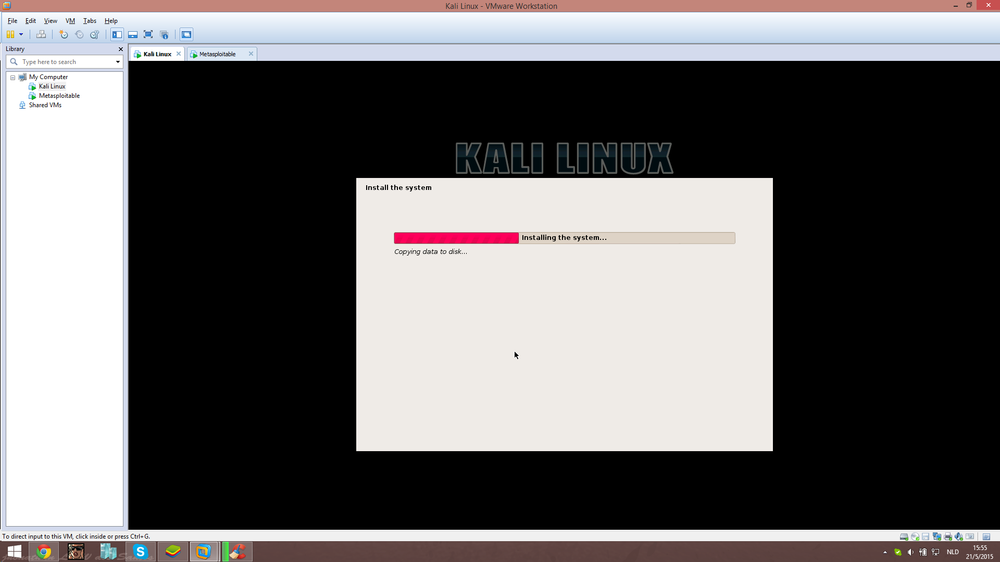 Kali Linux - VMware Workstation
File Edit View VM Tabs Help
Library
Type here to search
My Computer
Kali Linux
Metasploitable
Shared VMs
Kali Linux Metasploitable
KALI LINUX
Install the system
Installing the system...
Copying data to disk...
To direct input to this VM, click inside or press Ctrl+G.
NLD
15:55
21/5/2015